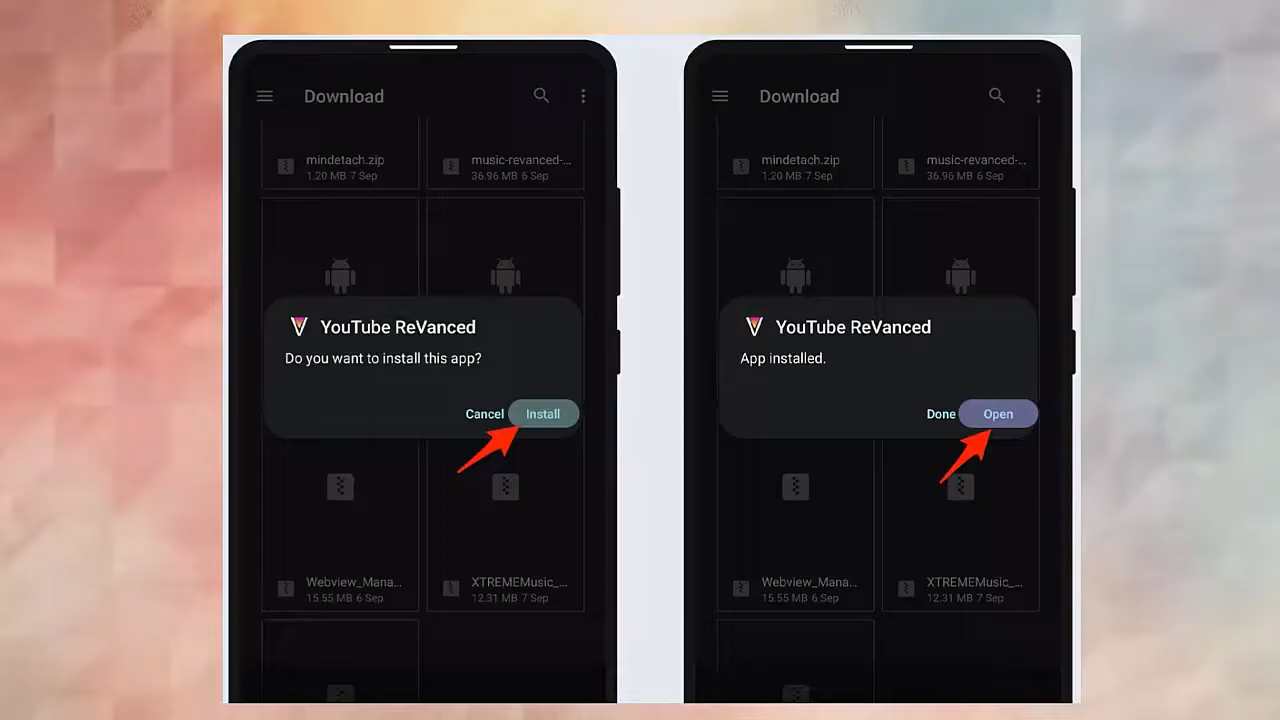 Download
mindetach.zip
1.20 MB 7 Sep
music-revanced-...
36.96 MB 6 Sep
YouTube ReVanced
Do you want to install this app?
Cancel
Install
Webview_Mana...
15.55 MB 6 Sep
XTREMEMusic_...
12.31 MB 7 Sep
Download
mindetach.zip
1.20 MB 7 Sep
music-revanced-...
36.96 MB 6 Sep
YouTube ReVanced
App installed.
Done
Open
Webview_Mana...
15.55 MB 6 Sep
XTREMEMusic_...
12.31 MB 7 Sep